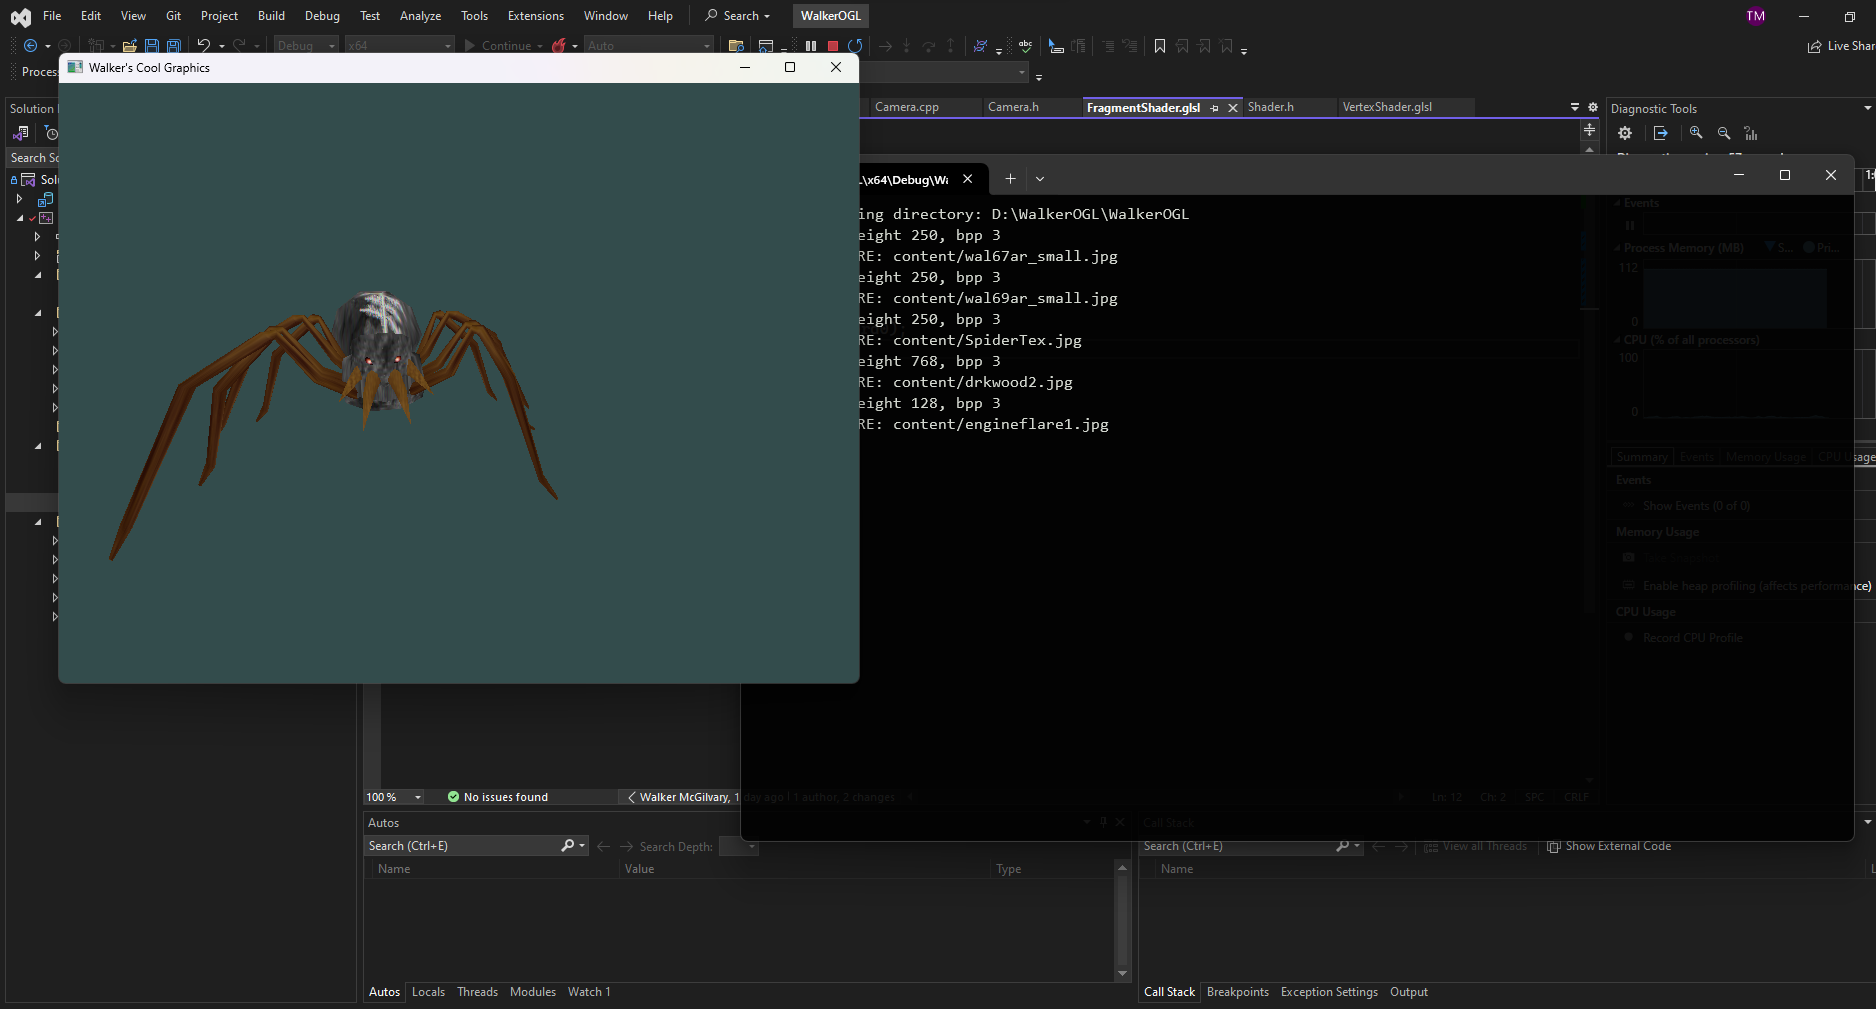 File Edit View Git Project Build Debug Test Analyze Tools Extensions Window Help Search WalkerOGL TM
Debug x64 Continue Auto Live Shar
Proces
Walker's Cool Graphics
Solution
Search So
Solu
Camera.cpp Camera.h FragmentShader.glsl Shader.h VertexShader.glsl
Diagnostic Tools
L\x64\Debug\Wa
ing directory: D:\WalkerOGL\WalkerOGL
eight 250, bpp 3
RE: content/wal67ar_small.jpg
eight 250, bpp 3
RE: content/wal69ar_small.jpg
eight 250, bpp 3
RE: content/SpiderTex.jpg
eight 768, bpp 3
RE: content/drkwood2.jpg
eight 128, bpp 3
RE: content/engineflare1.jpg
1:
Events
Process Memory (MB) S... Pri...
112
0
CPU (% of all processors)
100
0
Summary Events Memory Usage CPU Usage
Events
Show Events (0 of 0)
Memory Usage
Enable heap profiling (affects performance)
CPU Usage
Record CPU Profile
100 % No issues found Walker McGilvary, 1 day ago | 1 author, 2 changes Ln: 12 Ch: 2 SPC CRLF
Autos
Search (Ctrl+E) Search Depth:
Name Value Type
Autos Locals Threads Modules Watch 1
Call Stack
Search (Ctrl+E) View all Threads Show External Code
Name L
Call Stack Breakpoints Exception Settings Output